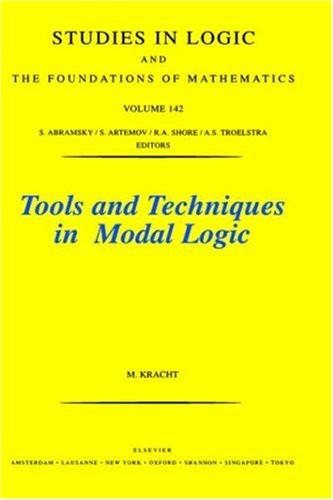 STUDIES IN LOGIC
AND
THE FOUNDATIONS OF MATHEMATICS
VOLUME 142
S. ABRAMSKY / S. ARTEMOV / R.A. SHORE / A.S. TROELSTRA
EDITORS
Tools and Techniques
in Modal Logic
M. KRACHT
ELSEVIER
AMSTERDAM • LAUSANNE • NEW YORK • OXFORD • SHANNON • SINGAPORE • TOKYO